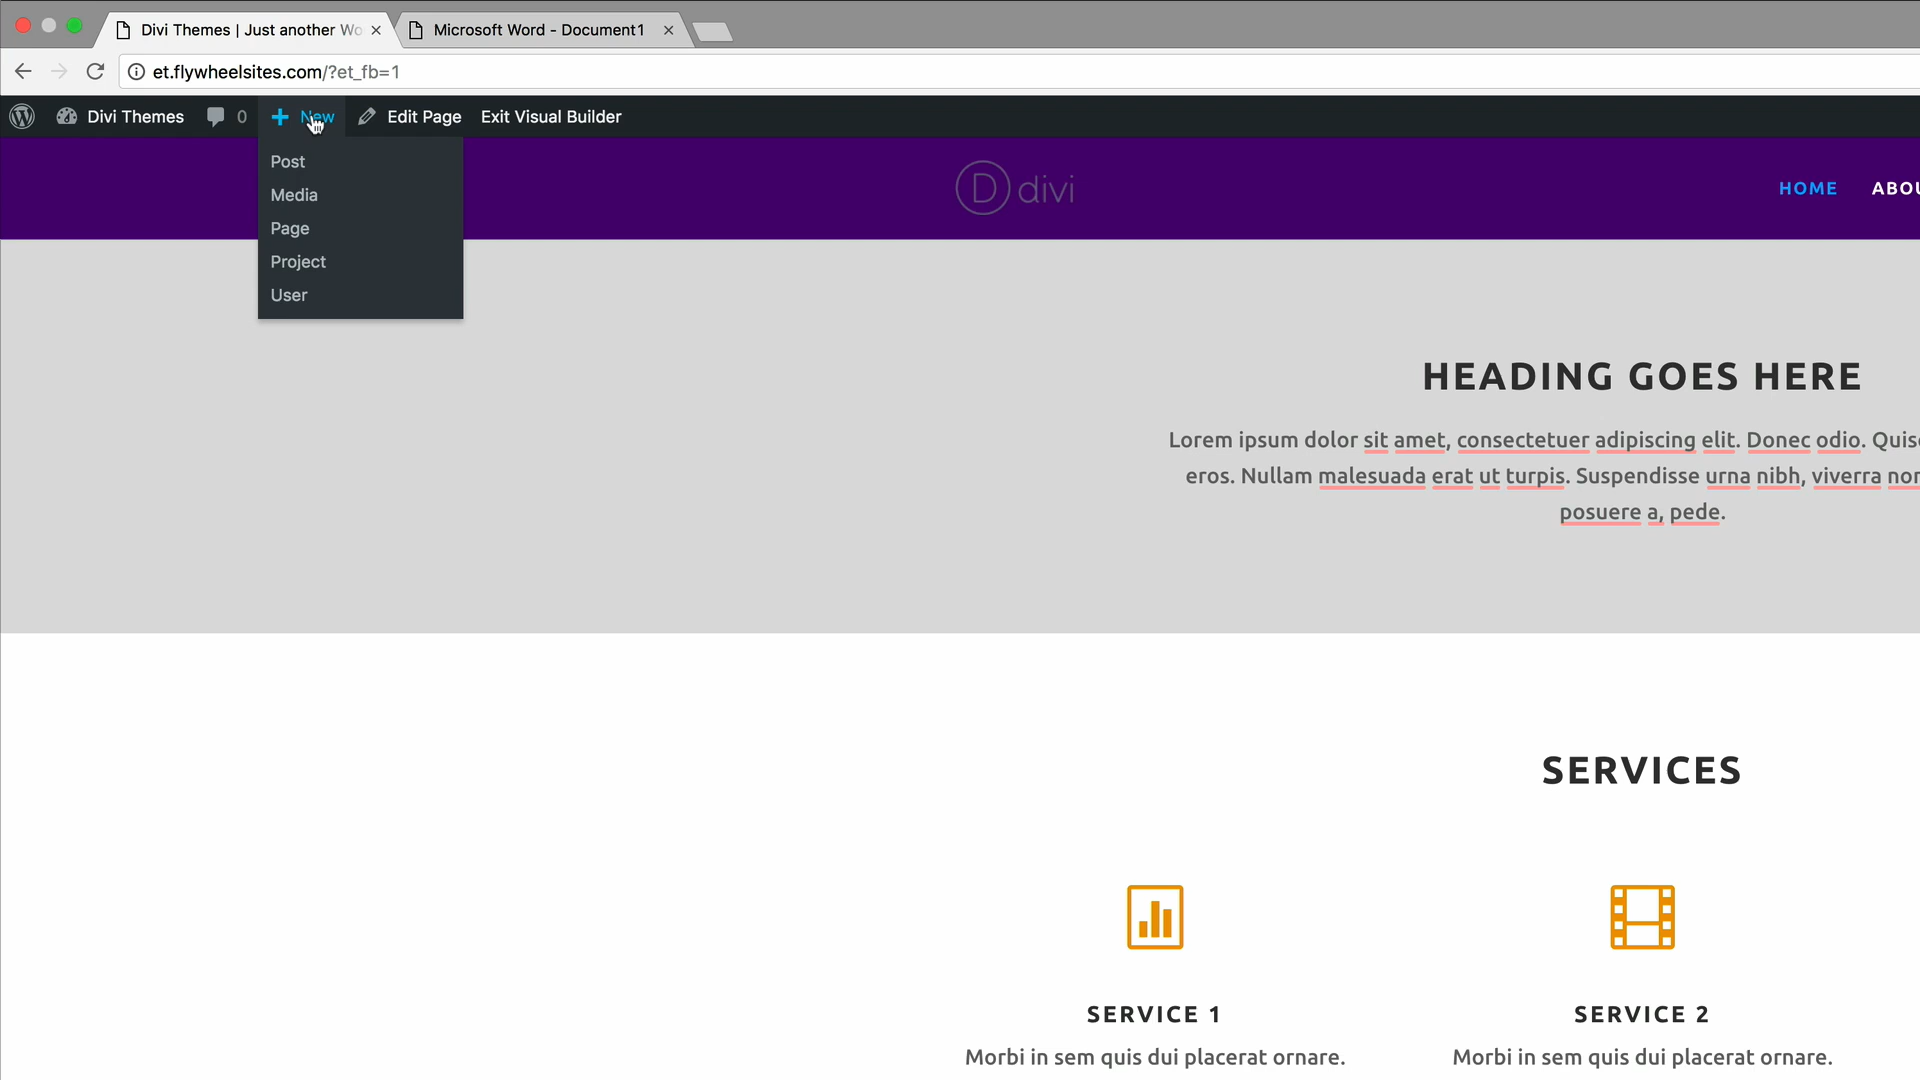 Divi Themes | Just another Wo
Microsoft Word - Document1
et.flywheelsites.com/?et_fb=1
Divi Themes 0 New Edit Page Exit Visual Builder
Post
Media
Page
Project
User
D divi
HOME ABOU
HEADING GOES HERE
Lorem ipsum dolor sit amet, consectetuer adipiscing elit. Donec odio. Quis
eros. Nullam malesuada erat ut turpis. Suspendisse urna nibh, viverra non
posuere a, pede.
SERVICES
SERVICE 1 SERVICE 2
Morbi in sem quis dui placerat ornare. Morbi in sem quis dui placerat ornare.